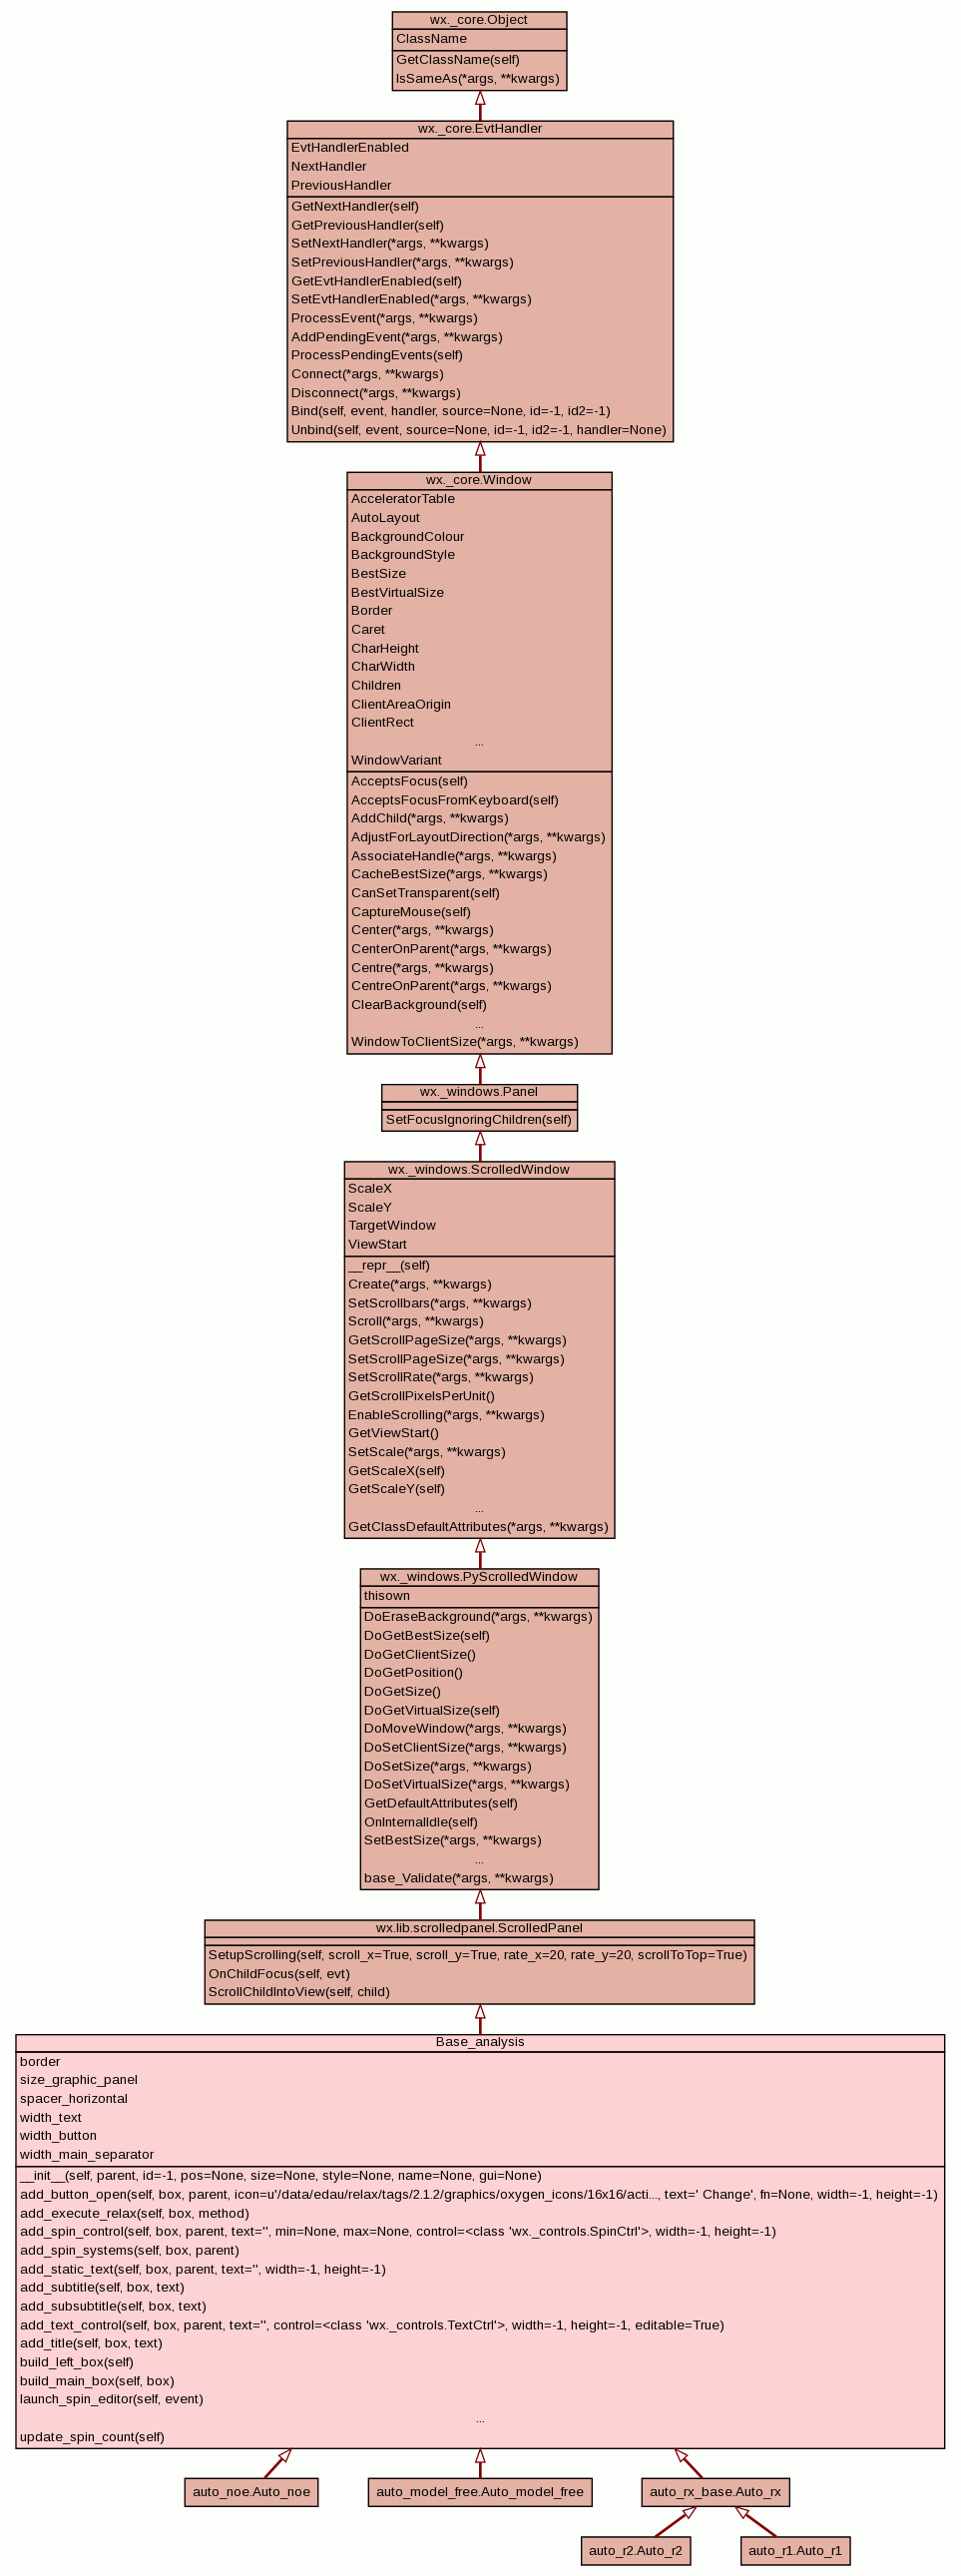 wx._core.Object
ClassName
GetClassName(self)
IsSameAs(*args, **kwargs)
wx._core.EvtHandler
EvtHandlerEnabled
NextHandler
PreviousHandler
GetNextHandler(self)
GetPreviousHandler(self)
SetNextHandler(*args, **kwargs)
SetPreviousHandler(*args, **kwargs)
GetEvtHandlerEnabled(self)
SetEvtHandlerEnabled(*args, **kwargs)
ProcessEvent(*args, **kwargs)
AddPendingEvent(*args, **kwargs)
ProcessPendingEvents(self)
Connect(*args, **kwargs)
Disconnect(*args, **kwargs)
Bind(self, event, handler, source=None, id=-1, id2=-1)
Unbind(self, event, source=None, id=-1, id2=-1, handler=None)
wx._core.Window
AcceleratorTable
AutoLayout
BackgroundColour
BackgroundStyle
BestSize
BestVirtualSize
Border
Caret
CharHeight
CharWidth
Children
ClientAreaOrigin
ClientRect
...
WindowVariant
AcceptsFocus(self)
AcceptsFocusFromKeyboard(self)
AddChild(*args, **kwargs)
AdjustForLayoutDirection(*args, **kwargs)
AssociateHandle(*args, **kwargs)
CacheBestSize(*args, **kwargs)
CanSetTransparent(self)
CaptureMouse(self)
Center(*args, **kwargs)
CenterOnParent(*args, **kwargs)
Centre(*args, **kwargs)
CentreOnParent(*args, **kwargs)
ClearBackground(self)
...
WindowToClientSize(*args, **kwargs)
wx._windows.Panel
SetFocusIgnoringChildren(self)
wx._windows.ScrolledWindow
ScaleX
ScaleY
TargetWindow
ViewStart
__repr__(self)
Create(*args, **kwargs)
SetScrollbars(*args, **kwargs)
Scroll(*args, **kwargs)
GetScrollPageSize(*args, **kwargs)
SetScrollPageSize(*args, **kwargs)
SetScrollRate(*args, **kwargs)
GetScrollPixelsPerUnit()
EnableScrolling(*args, **kwargs)
GetViewStart()
SetScale(*args, **kwargs)
GetScaleX(self)
GetScaleY(self)
...
GetClassDefaultAttributes(*args, **kwargs)
wx._windows.PyScrolledWindow
thisown
DoEraseBackground(*args, **kwargs)
DoGetBestSize(self)
DoGetClientSize()
DoGetPosition()
DoGetSize()
DoGetVirtualSize(self)
DoMoveWindow(*args, **kwargs)
DoSetClientSize(*args, **kwargs)
DoSetSize(*args, **kwargs)
DoSetVirtualSize(*args, **kwargs)
GetDefaultAttributes(self)
OnInternalIdle(self)
SetBestSize(*args, **kwargs)
...
base_Validate(*args, **kwargs)
wx.lib.scrolledpanel.ScrolledPanel
SetupScrolling(self, scroll_x=True, scroll_y=True, rate_x=20, rate_y=20, scrollToTop=True)
OnChildFocus(self, evt)
ScrollChildIntoView(self, child)
Base_analysis
border
size_graphic_panel
spacer_horizontal
width_text
width_button
width_main_separator
__init__(self, parent, id=-1, pos=None, size=None, style=None, name=None, gui=None)
add_button_open(self, box, parent, icon=u'/data/edau/relax/tags/2.1.2/graphics/oxygen_icons/16x16/acti..., text=' Change', fn=None, width=-1, height=-1)
add_execute_relax(self, box, method)
add_spin_control(self, box, parent, text='', min=None, max=None, control=<class 'wx._controls.SpinCtrl'>, width=-1, height=-1)
add_spin_systems(self, box, parent)
add_static_text(self, box, parent, text='', width=-1, height=-1)
add_subtitle(self, box, text)
add_subsubtitle(self, box, text)
add_text_control(self, box, parent, text='', control=<class 'wx._controls.TextCtrl'>, width=-1, height=-1, editable=True)
add_title(self, box, text)
build_left_box(self)
build_main_box(self, box)
launch_spin_editor(self, event)
...
update_spin_count(self)
auto_noe.Auto_noe
auto_model_free.Auto_model_free
auto_rx_base.Auto_rx
auto_r2.Auto_r2
auto_r1.Auto_r1